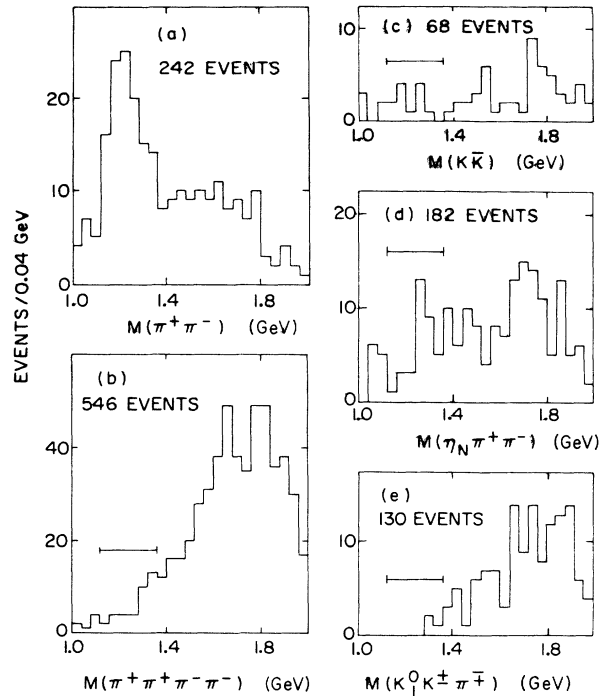 EVENTS/0.04 GeV
(a)
242 EVENTS
20
10
0
1.0 1.4 1.8
M(π⁺π⁻) (GeV)
(b)
546 EVENTS
40
20
0
1.0 1.4 1.8
M(π⁺π⁺π⁻π⁻) (GeV)
(c) 68 EVENTS
10
0
1.0 1.4 1.8
M(KK̄) (GeV)
(d) 182 EVENTS
20
10
0
1.0 1.4 1.8
M(η_N π⁺π⁻) (GeV)
(e)
130 EVENTS
10
0
1.0 1.4 1.8
M(K₁⁰K^±π^∓) (GeV)